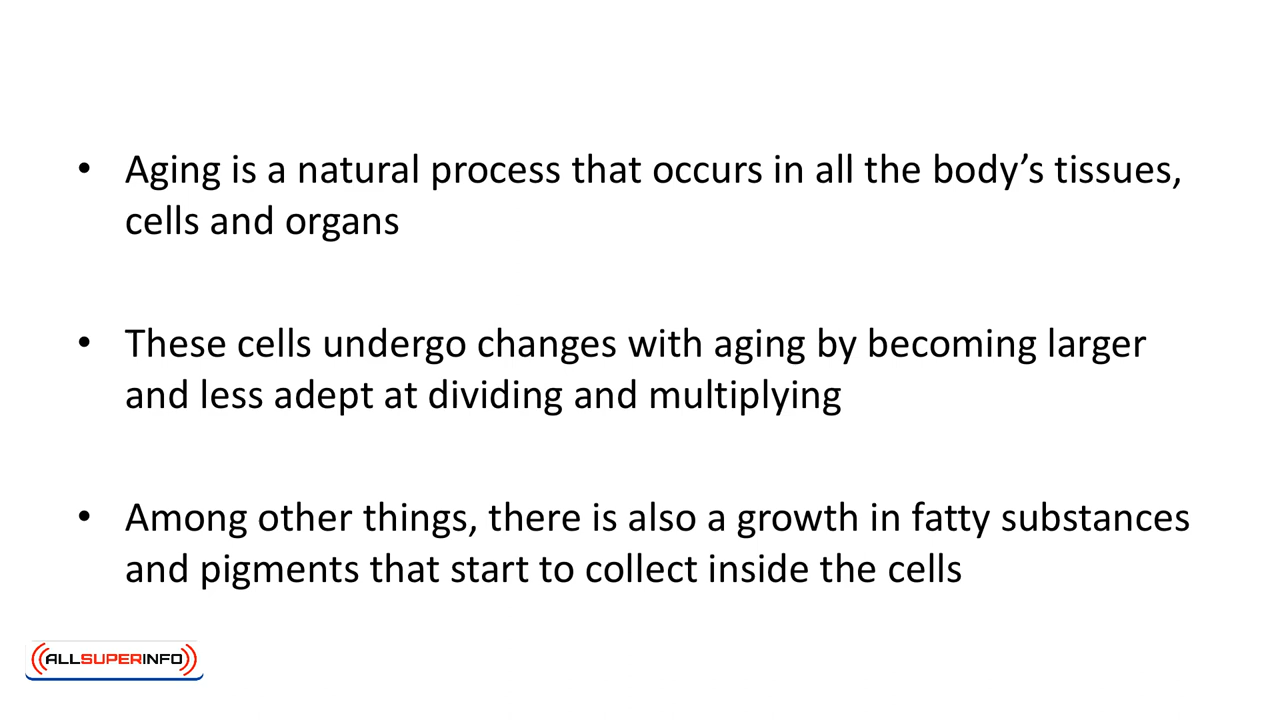 • Aging is a natural process that occurs in all the body’s tissues,
cells and organs
• These cells undergo changes with aging by becoming larger
and less adept at dividing and multiplying
• Among other things, there is also a growth in fatty substances
and pigments that start to collect inside the cells
ALLSUPERINFO